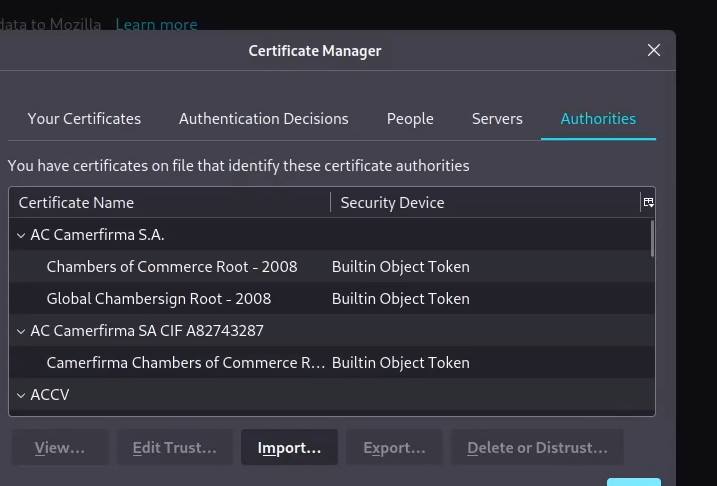 data to Mozilla Learn more
Certificate Manager
Your Certificates Authentication Decisions People Servers Authorities
You have certificates on file that identify these certificate authorities
Certificate Name Security Device
AC Camerfirma S.A.
Chambers of Commerce Root - 2008 Builtin Object Token
Global Chambersign Root - 2008 Builtin Object Token
AC Camerfirma SA CIF A82743287
Camerfirma Chambers of Commerce R... Builtin Object Token
ACCV
View... Edit Trust... Import... Export... Delete or Distrust...